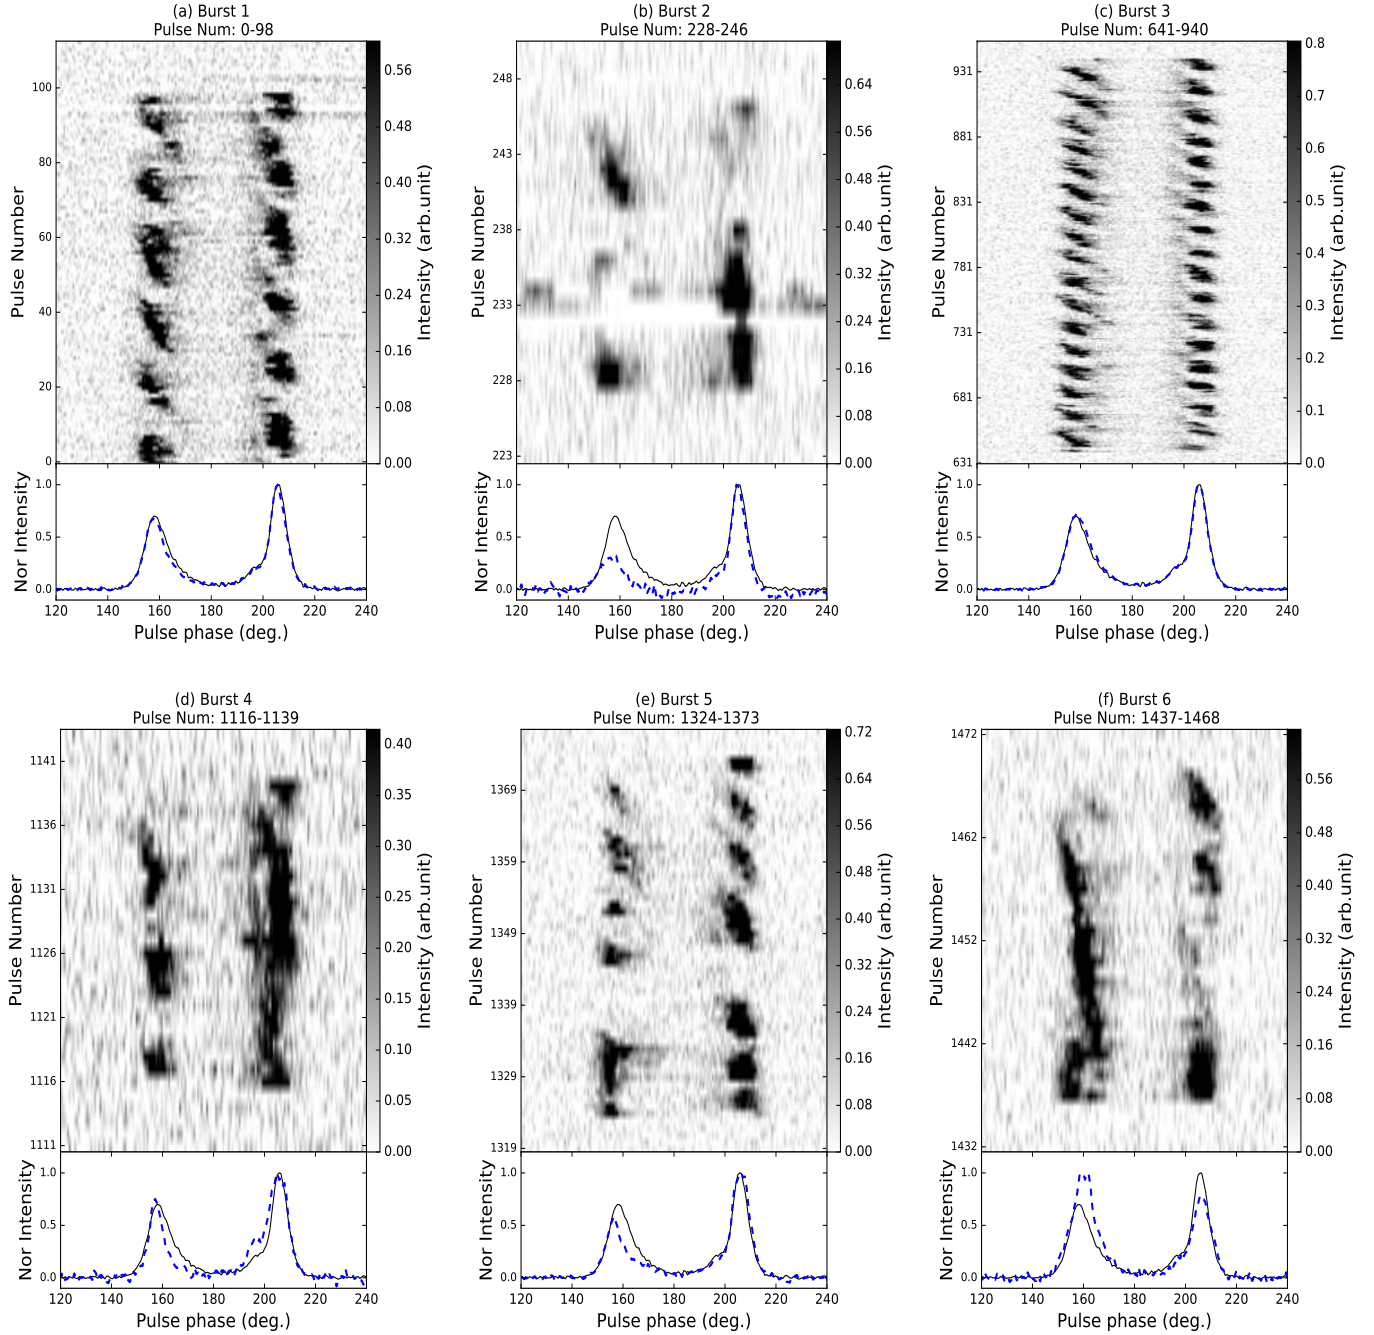 (a) Burst 1
Pulse Num: 0-98
Pulse Number
100
80
60
40
20
0
0.56
0.48
0.40
0.32
0.24
0.16
0.08
0.00
Intensity (arb.unit)
Nor Intensity
1.0
0.5
0.0
120 140 160 180 200 220 240
Pulse phase (deg.)
(b) Burst 2
Pulse Num: 228-246
Pulse Number
248
243
238
233
228
223
0.64
0.56
0.48
0.40
0.32
0.24
0.16
0.08
0.00
Intensity (arb.unit)
Nor Intensity
1.0
0.5
0.0
120 140 160 180 200 220 240
Pulse phase (deg.)
(c) Burst 3
Pulse Num: 641-940
Pulse Number
931
881
831
781
731
681
631
0.8
0.7
0.6
0.5
0.4
0.3
0.2
0.1
0.0
Intensity (arb.unit)
Nor Intensity
1.0
0.5
0.0
120 140 160 180 200 220 240
Pulse phase (deg.)
(d) Burst 4
Pulse Num: 1116-1139
Pulse Number
1141
1136
1131
1126
1121
1116
1111
0.40
0.35
0.30
0.25
0.20
0.15
0.10
0.05
0.00
Intensity (arb.unit)
Nor Intensity
1.0
0.5
0.0
120 140 160 180 200 220 240
Pulse phase (deg.)
(e) Burst 5
Pulse Num: 1324-1373
Pulse Number
1369
1359
1349
1339
1329
1319
0.72
0.64
0.56
0.48
0.40
0.32
0.24
0.16
0.08
0.00
Intensity (arb.unit)
Nor Intensity
1.0
0.5
0.0
120 140 160 180 200 220 240
Pulse phase (deg.)
(f) Burst 6
Pulse Num: 1437-1468
Pulse Number
1472
1462
1452
1442
1432
0.56
0.48
0.40
0.32
0.24
0.16
0.08
0.00
Intensity (arb.unit)
Nor Intensity
1.0
0.5
0.0
120 140 160 180 200 220 240
Pulse phase (deg.)